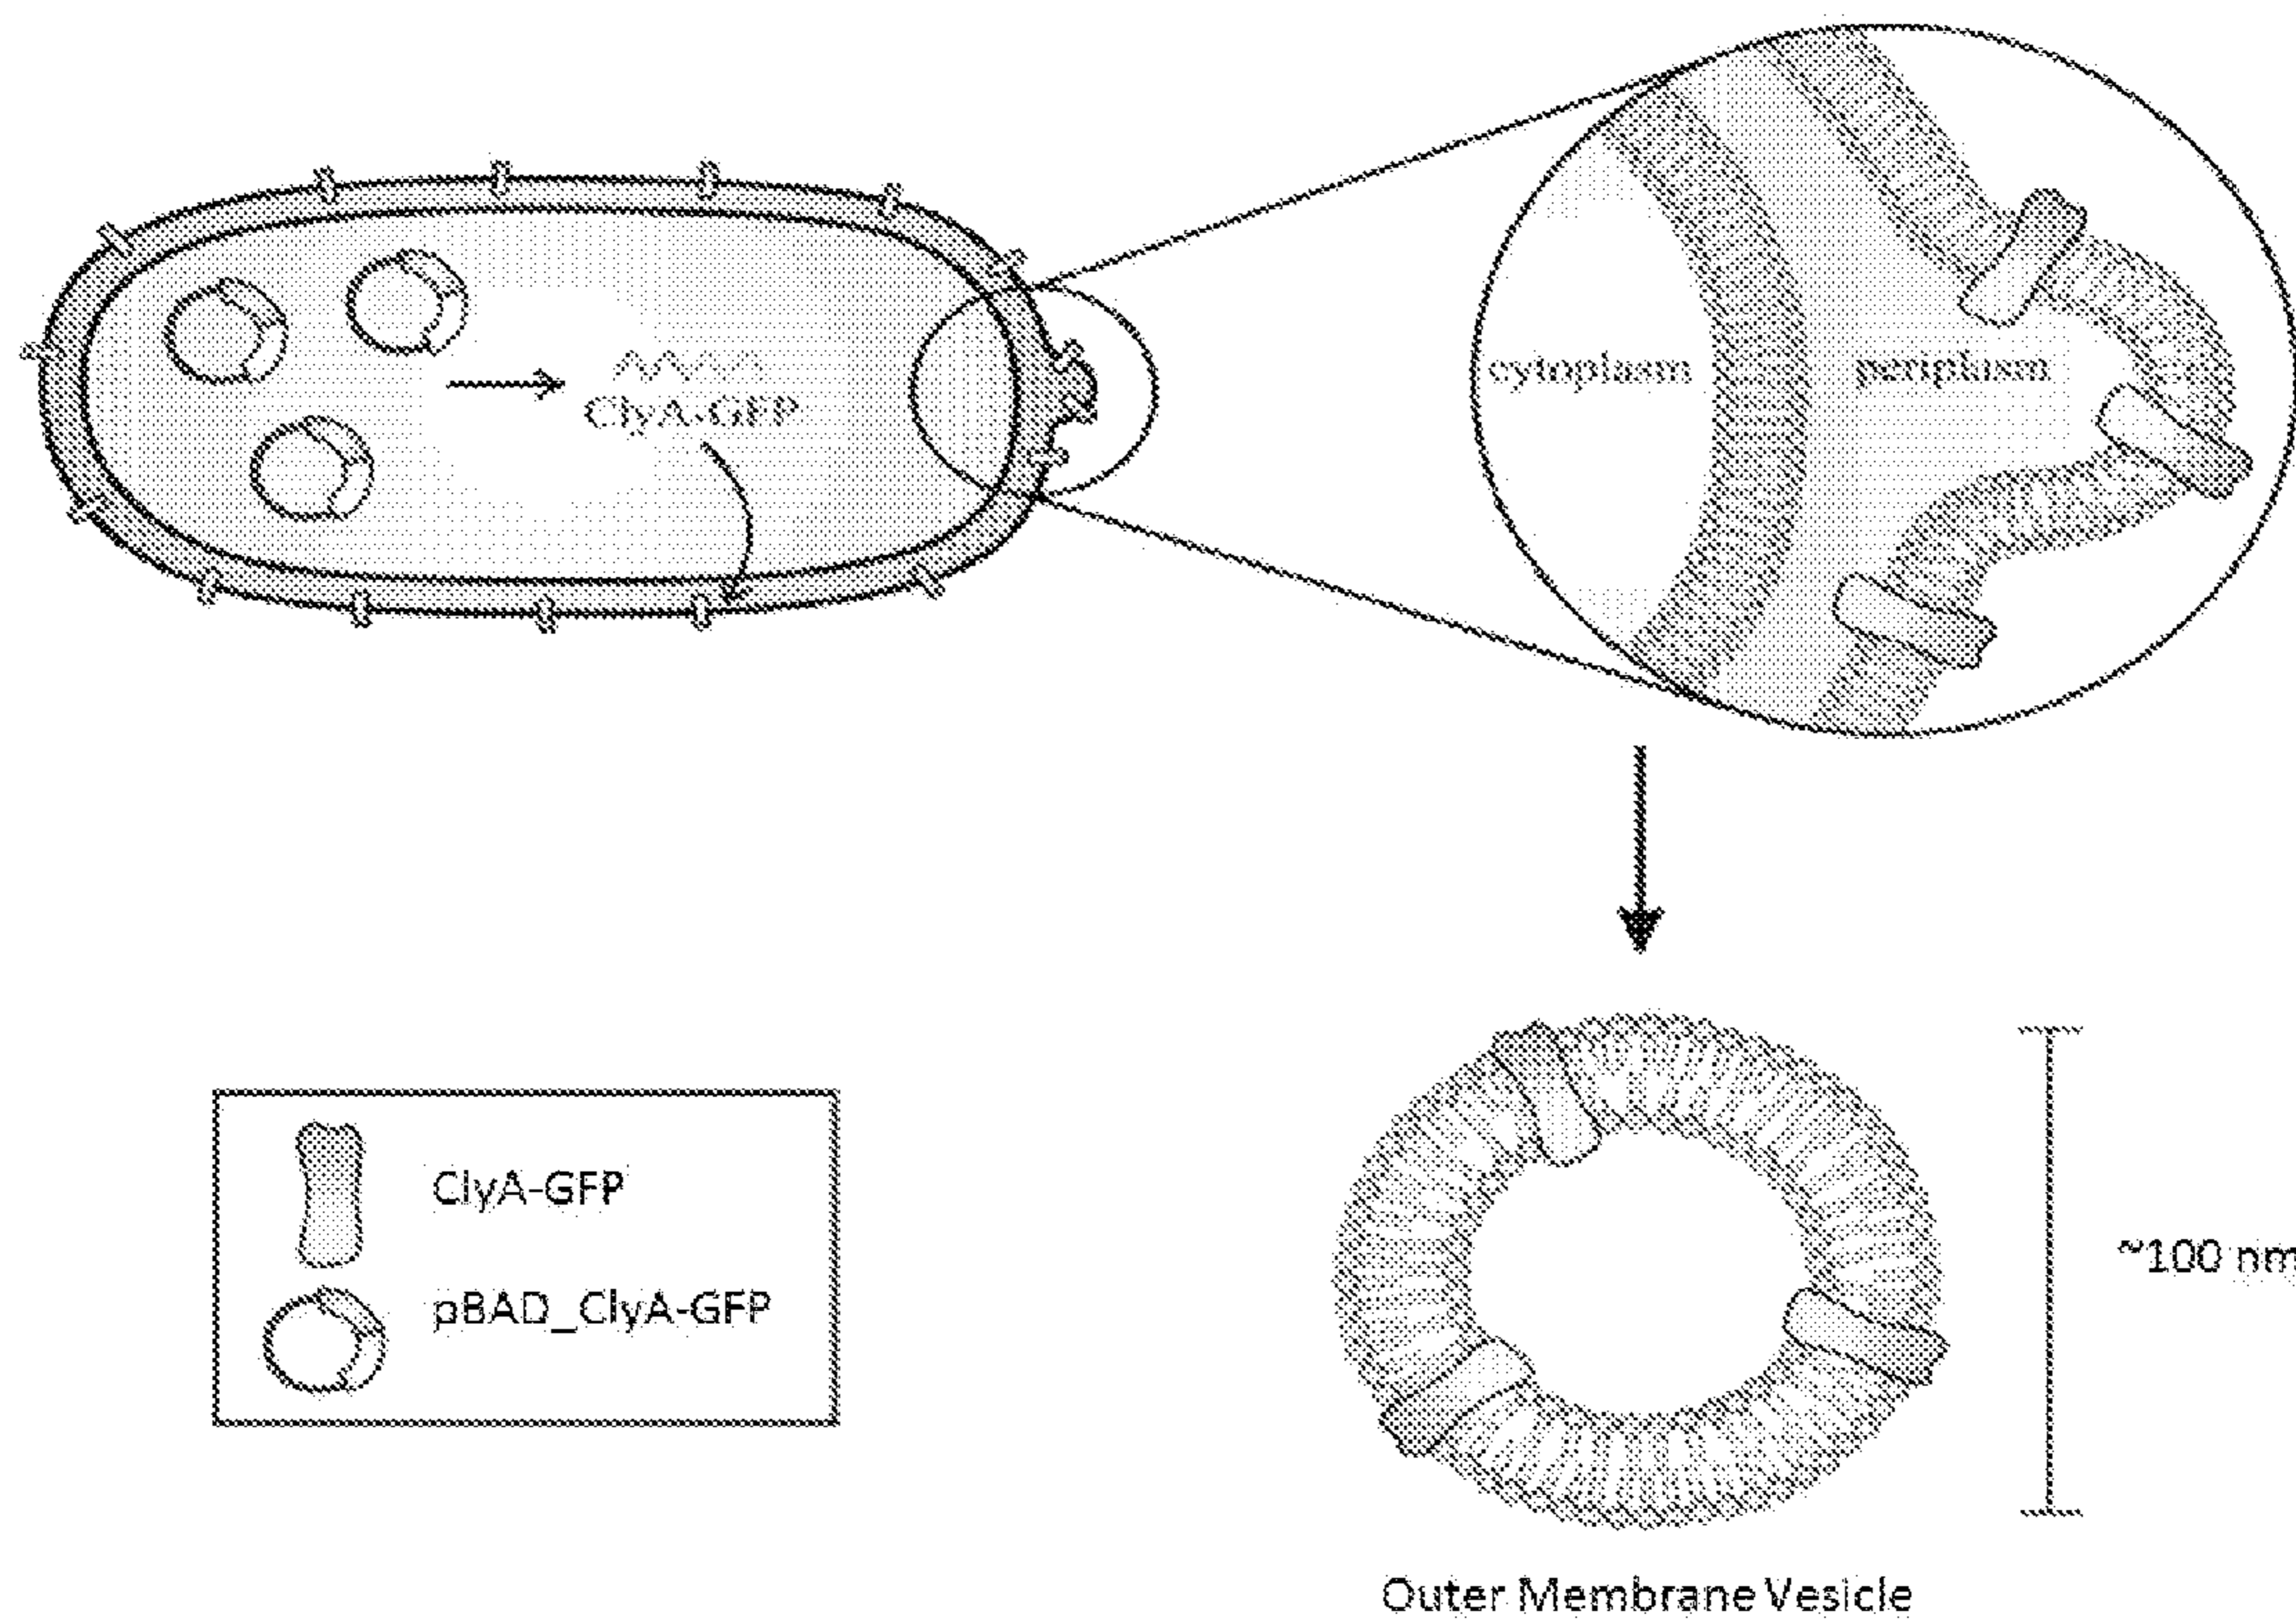 cytoplasm
periplasm
ClyA-GFP
ClyA-GFP
pBAD_ClyA-GFP
~100 nm
Outer Membrane Vesicle